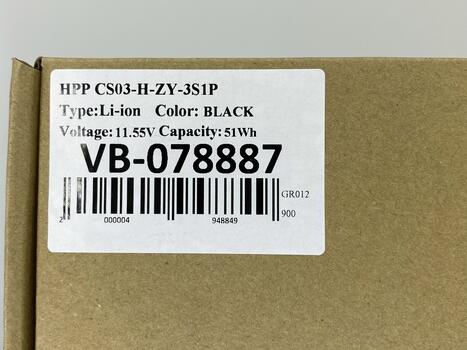 HPP CS03-H-ZY-3S1P
Type:Li-ion Color: BLACK
Voltage:11.55V Capacity:51Wh
VB-078887
GR012
2 000004 948849
900